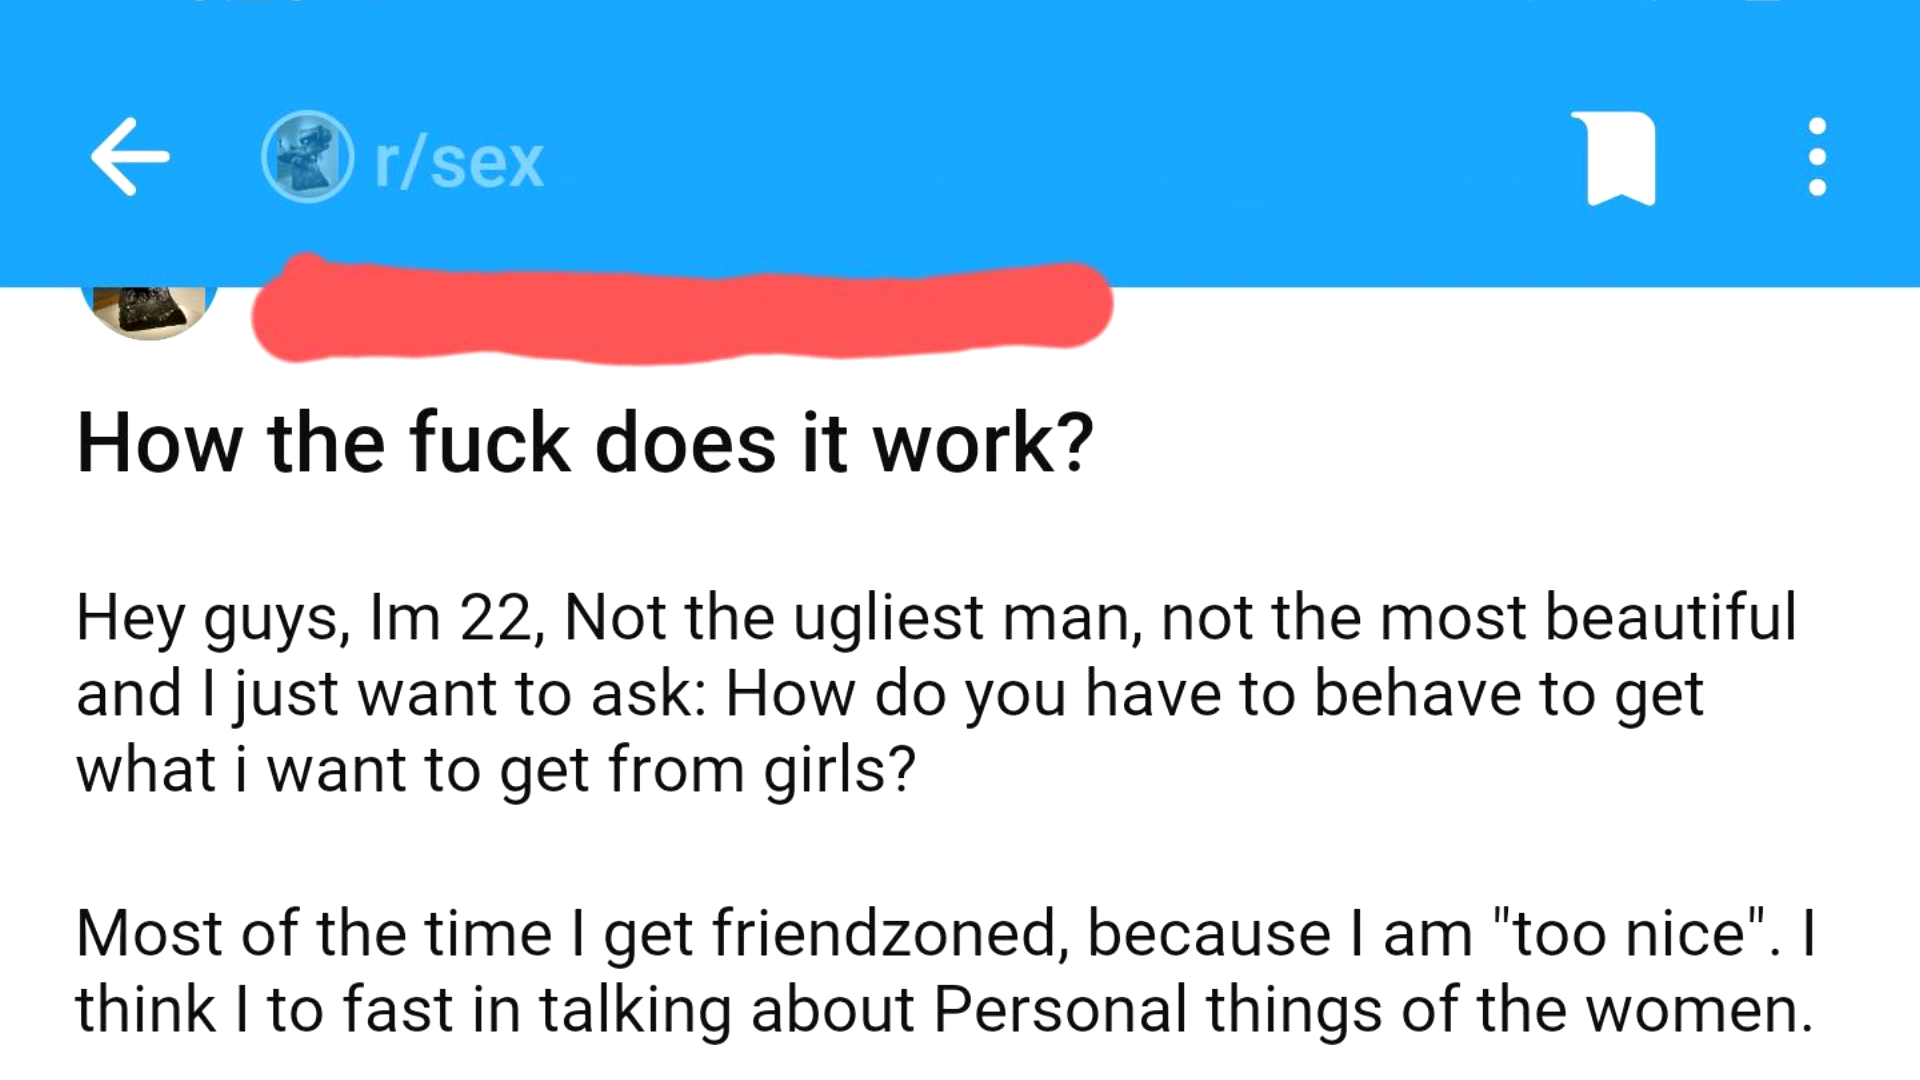 r/sex
How the fuck does it work?
Hey guys, Im 22, Not the ugliest man, not the most beautiful
and I just want to ask: How do you have to behave to get
what i want to get from girls?
Most of the time I get friendzoned, because I am "too nice". I
think I to fast in talking about Personal things of the women.